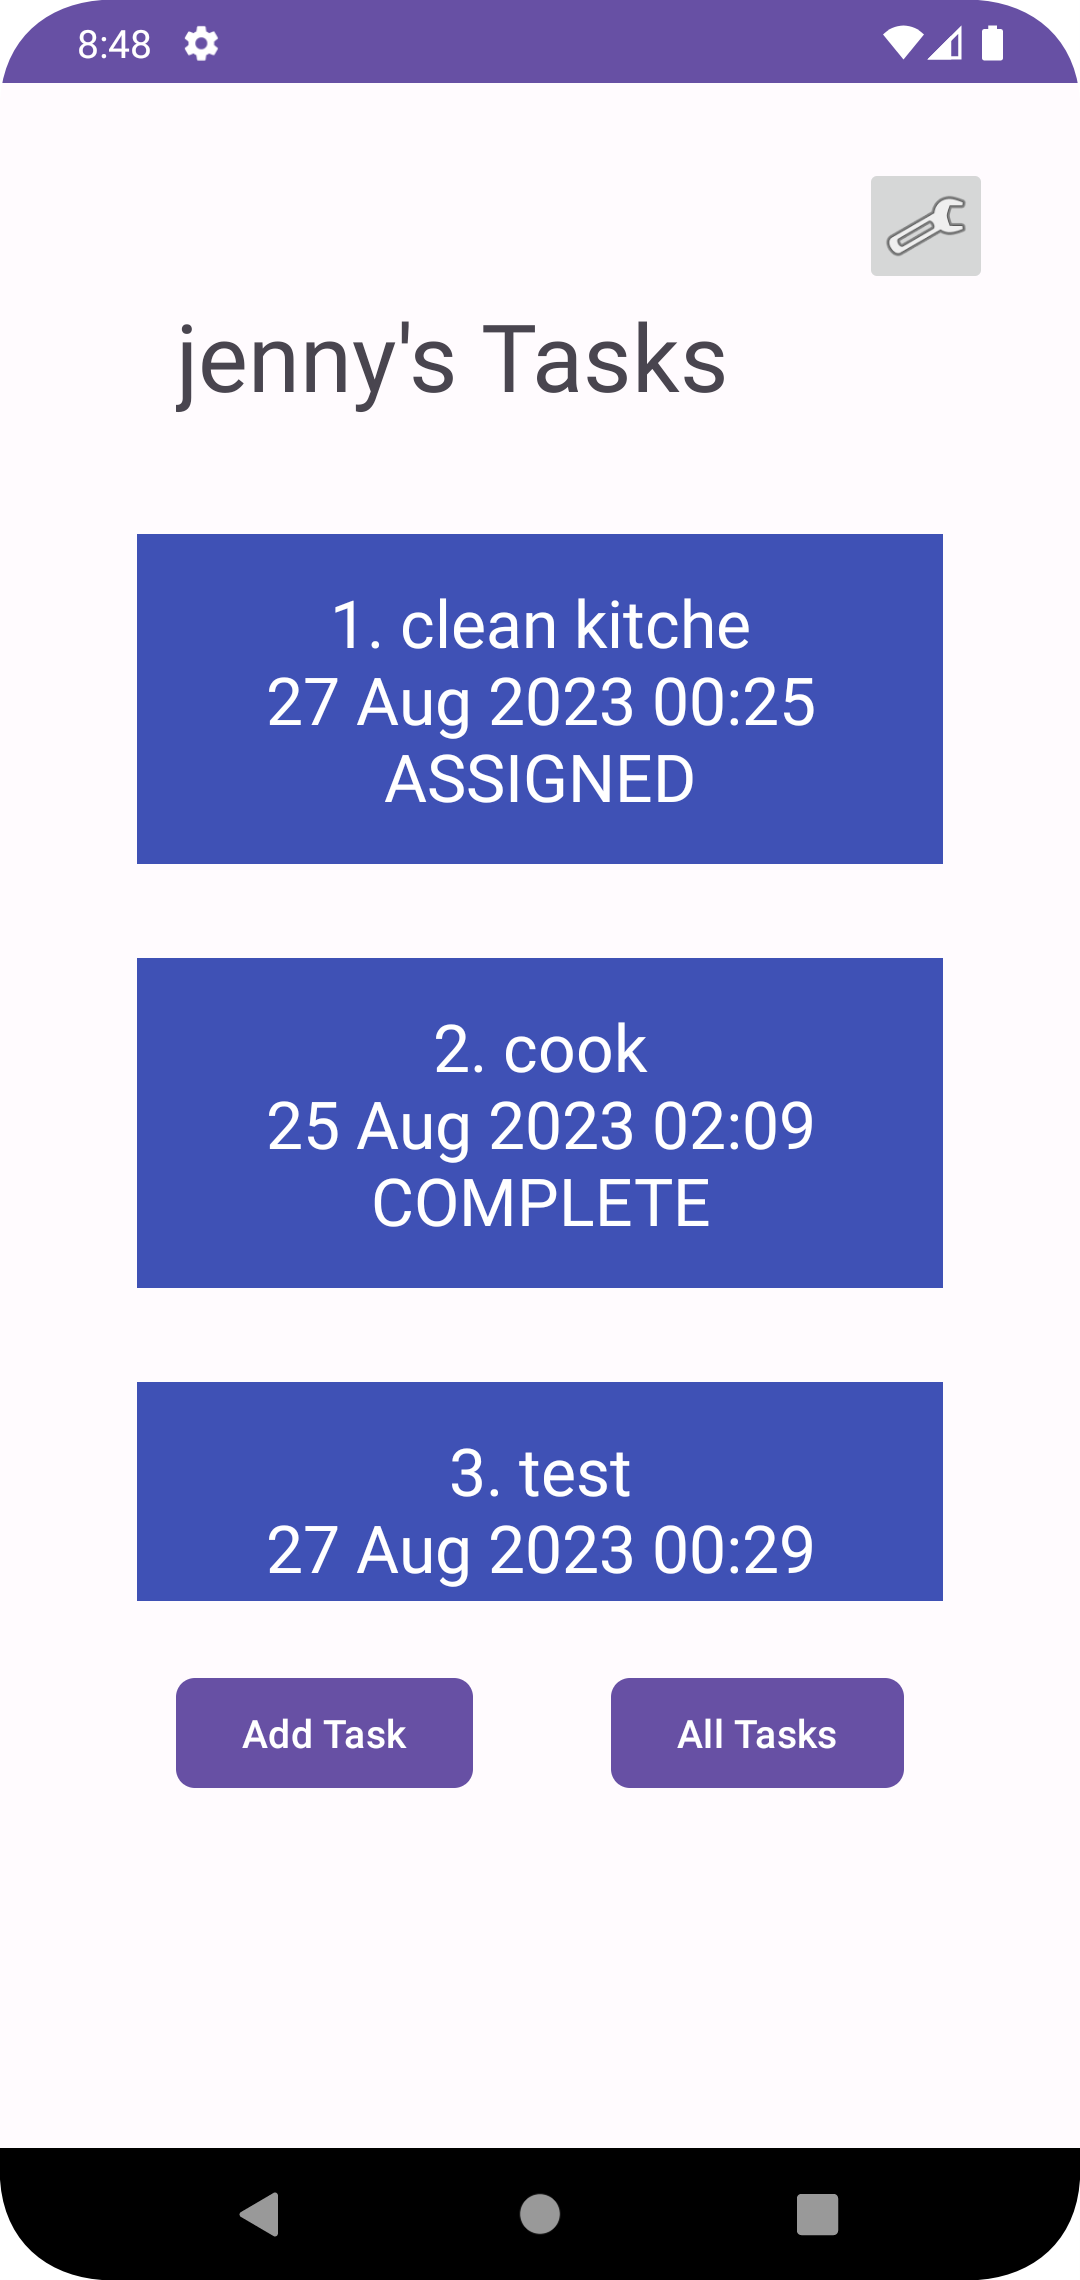 8:48
jenny's Tasks
1. clean kitche
27 Aug 2023 00:25
ASSIGNED
2. cook
25 Aug 2023 02:09
COMPLETE
3. test
27 Aug 2023 00:29
Add Task
All Tasks